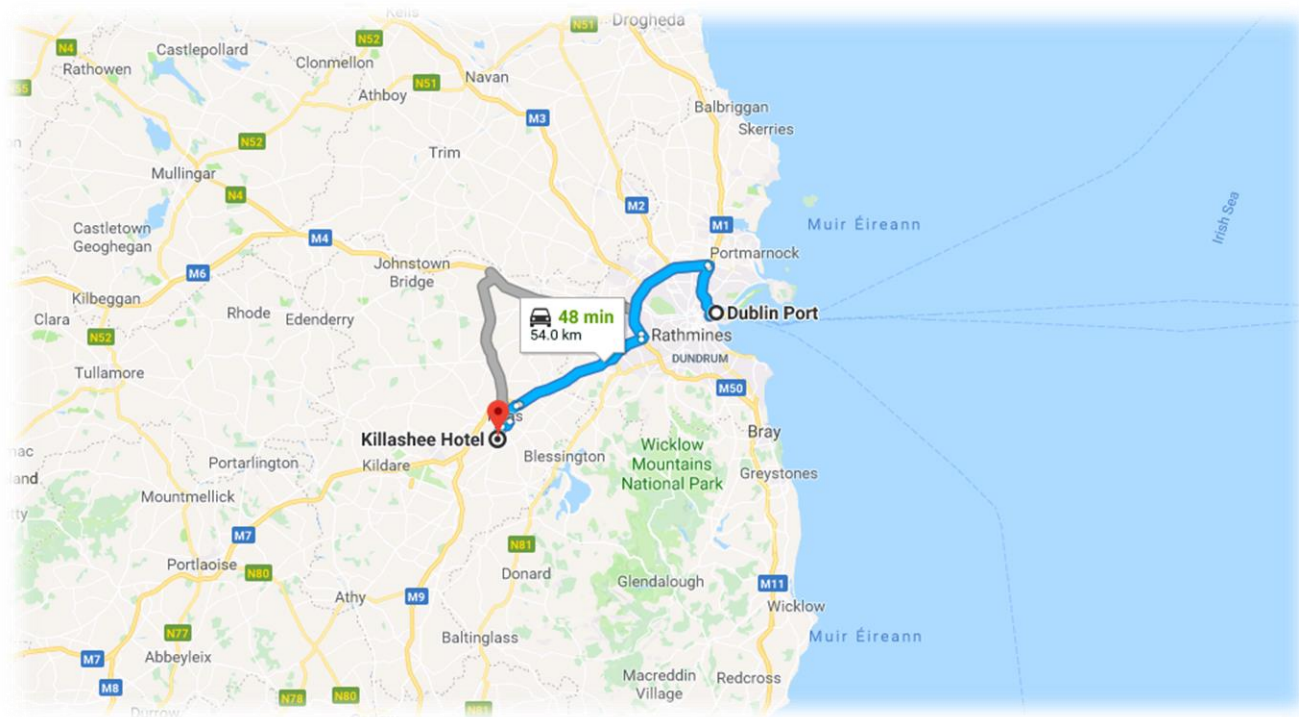 Kells
N51
Drogheda
N4
Castlepollard
N52
Clonmellon
Rathowen
Navan
N51
Athboy
Balbriggan
M3
Skerries
N52
Trim
Mullingar
N4
M2
Irish Sea
M1
Muir Éireann
Castletown
Geoghegan
M4
Portmarnock
Johnstown
Bridge
M6
Kilbeggan
Rhode
Edenderry
Clara
48 min
54.0 km
Dublin Port
N52
Rathmines
DUNDRUM
Tullamore
M50
Killashee Hotel
Bray
Wicklow
Mountains
National Park
Blessington
Portarlington
Kildare
Greystones
Mountmellick
M7
N81
Portlaoise
N80
Donard
Glendalough
M11
Athy
M9
Wicklow
N77
Baltinglass
Muir Éireann
M7
Abbeyleix
Macreddin
Village
Redcross
M8
N78
N80
N81
Durrow